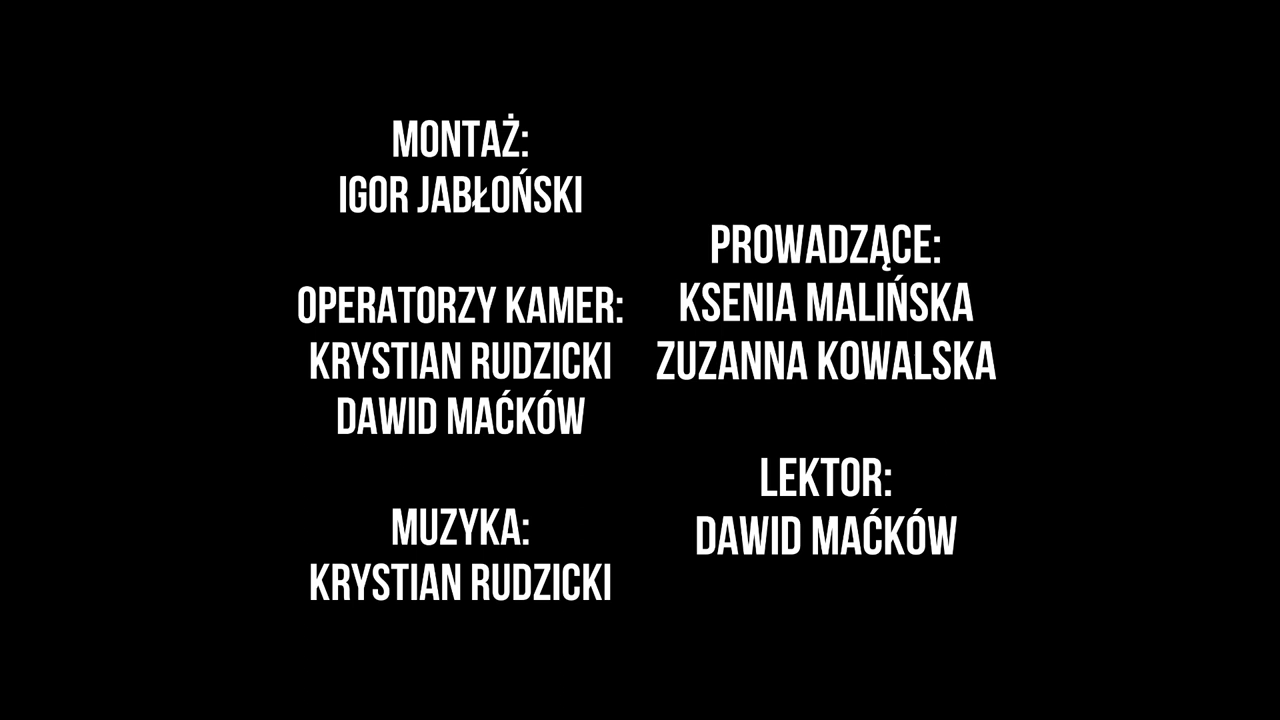 MONTAŻ:
IGOR JABŁOŃSKI
OPERATORZY KAMER:
KRYSTIAN RUDZICKI
DAWID MAĆKÓW
MUZYKA:
KRYSTIAN RUDZICKI
PROWADZĄCE:
KSENIA MALIŃSKA
ZUZANNA KOWALSKA
LEKTOR:
DAWID MAĆKÓW